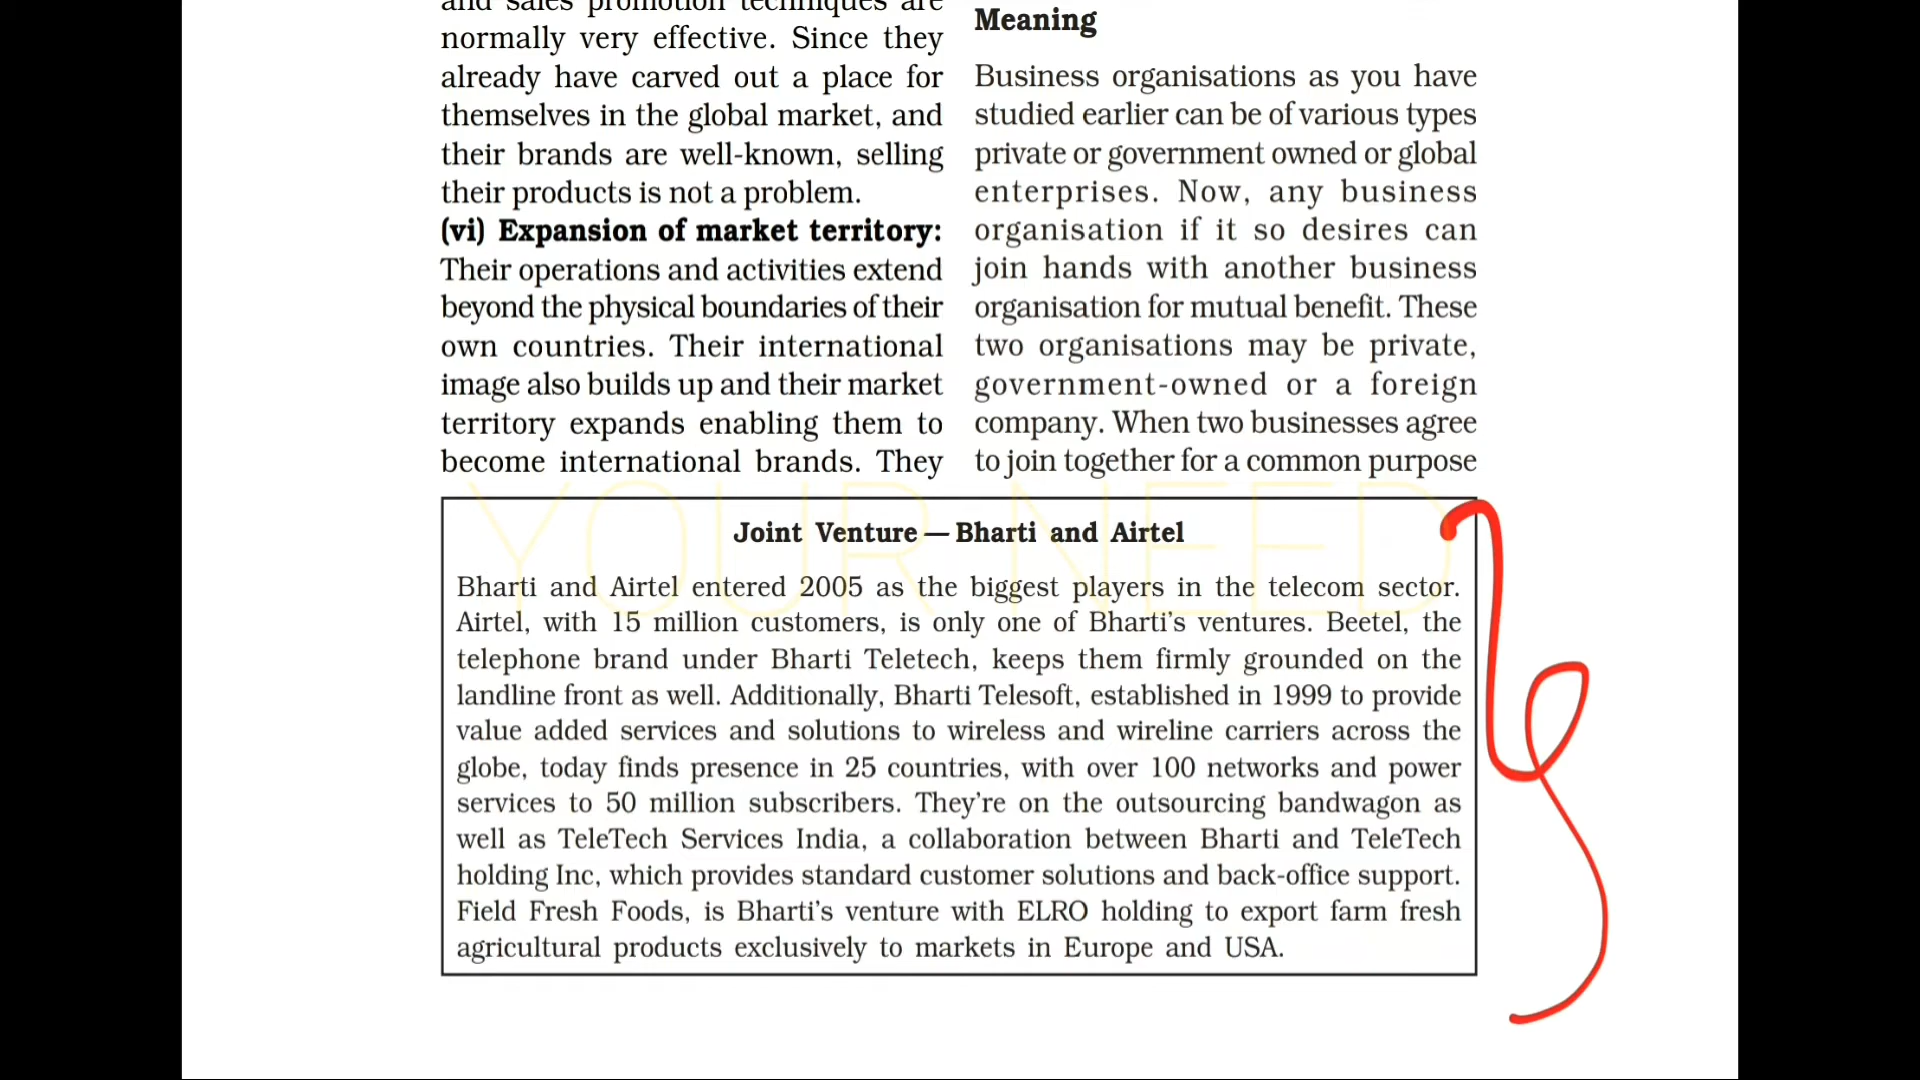 and sales promotion techniques are
normally very effective. Since they
already have carved out a place for
themselves in the global market, and
their brands are well-known, selling
their products is not a problem.
(vi) Expansion of market territory:
Their operations and activities extend
beyond the physical boundaries of their
own countries. Their international
image also builds up and their market
territory expands enabling them to
become international brands. They
Meaning
Business organisations as you have
studied earlier can be of various types
private or government owned or global
enterprises. Now, any business
organisation if it so desires can
join hands with another business
organisation for mutual benefit. These
two organisations may be private,
government-owned or a foreign
company. When two businesses agree
to join together for a common purpose
YOUR NEED
Joint Venture — Bharti and Airtel
Bharti and Airtel entered 2005 as the biggest players in the telecom sector.
Airtel, with 15 million customers, is only one of Bharti's ventures. Beetel, the
telephone brand under Bharti Teletech, keeps them firmly grounded on the
landline front as well. Additionally, Bharti Telesoft, established in 1999 to provide
value added services and solutions to wireless and wireline carriers across the
globe, today finds presence in 25 countries, with over 100 networks and power
services to 50 million subscribers. They're on the outsourcing bandwagon as
well as TeleTech Services India, a collaboration between Bharti and TeleTech
holding Inc, which provides standard customer solutions and back-office support.
Field Fresh Foods, is Bharti's venture with ELRO holding to export farm fresh
agricultural products exclusively to markets in Europe and USA.